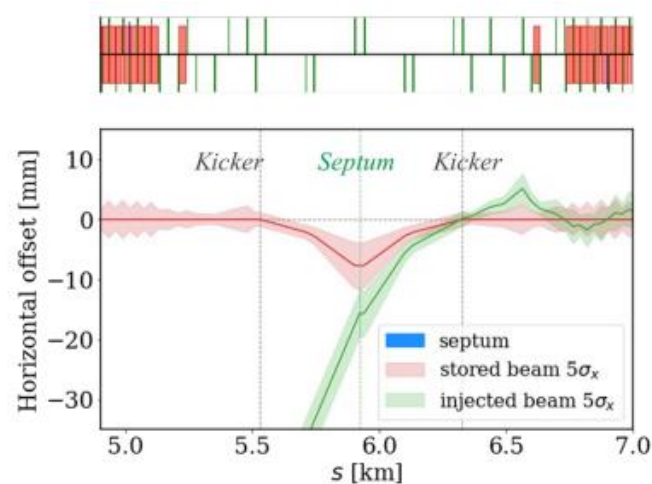 Kicker Septum Kicker
Horizontal offset [mm]
10
0
−10
−20
−30
septum
stored beam 5σx
injected beam 5σx
5.0 5.5 6.0 6.5 7.0
s [km]